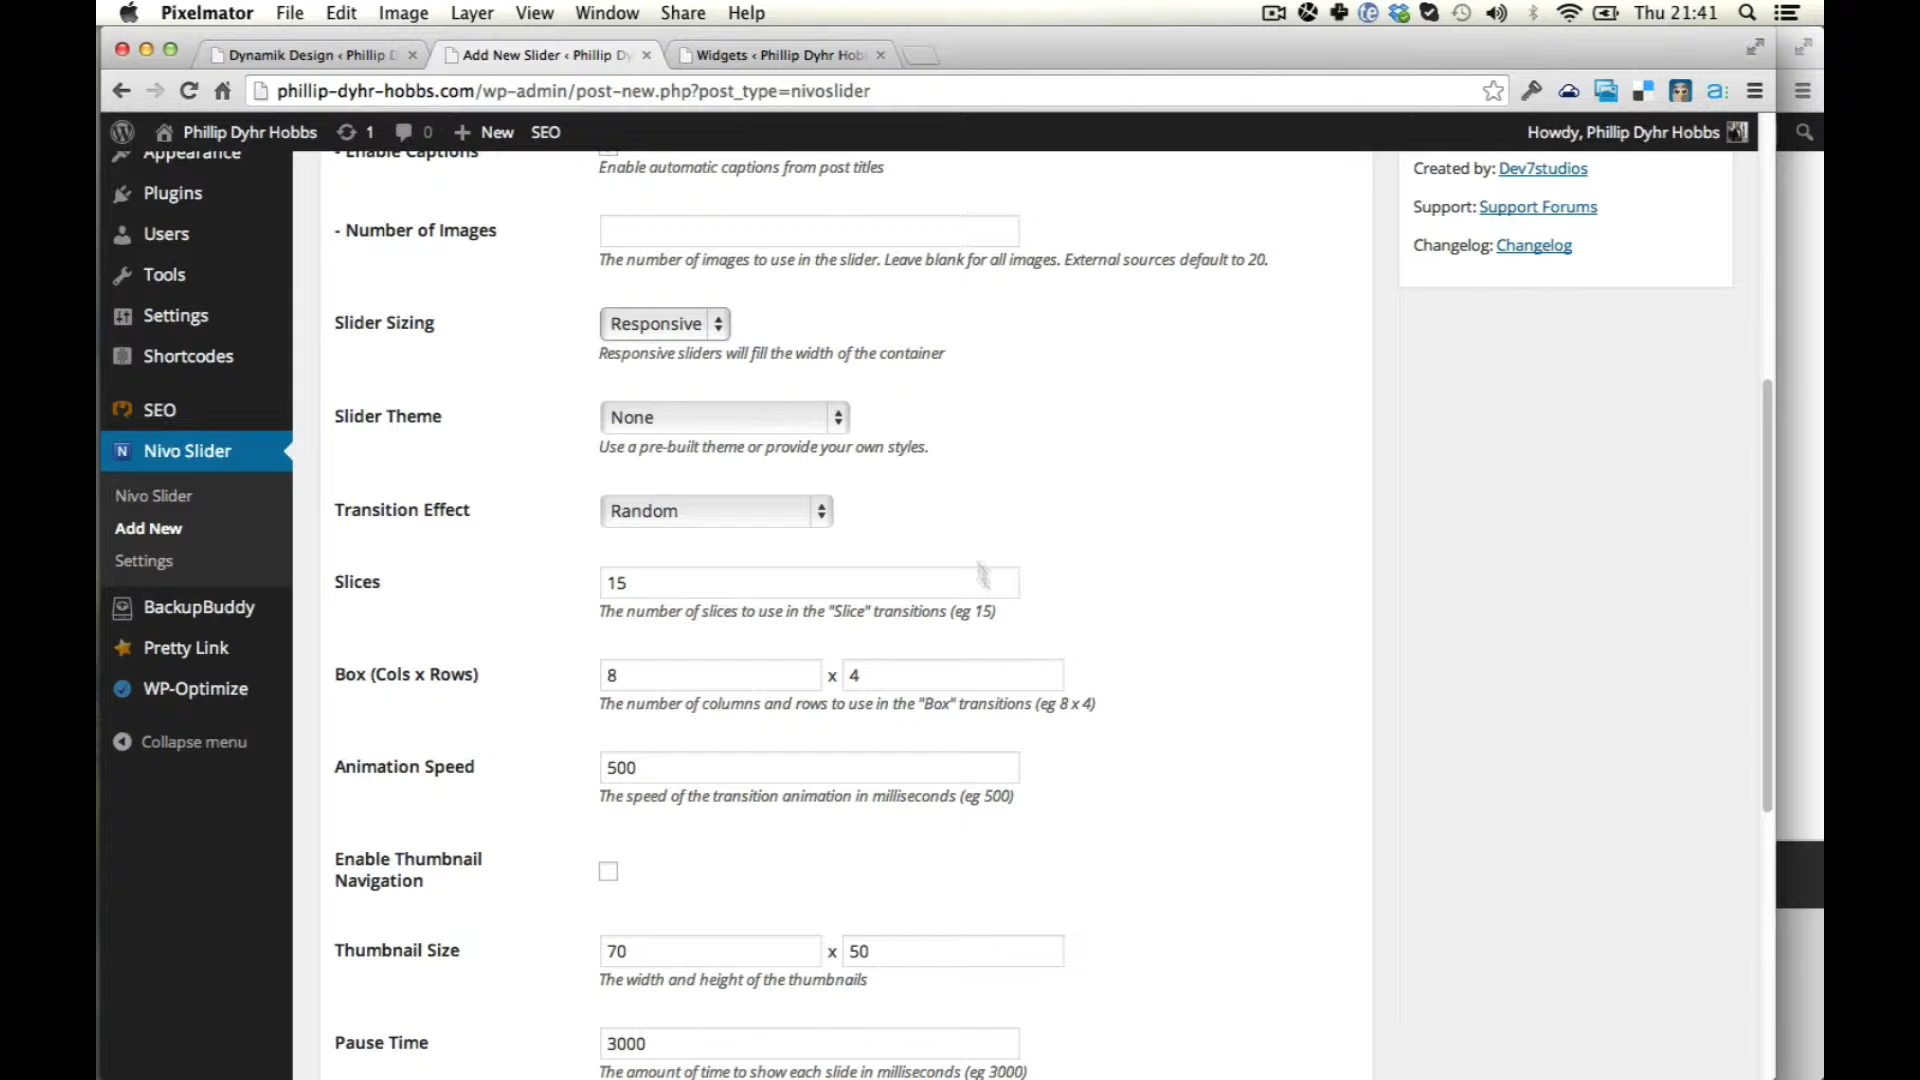 Pixelmator File Edit Image Layer View Window Share Help Thu 21:41
Dynamik Design ‹ Phillip D Add New Slider ‹ Phillip Dy Widgets ‹ Phillip Dyhr Hob
phillip-dyhr-hobbs.com/wp-admin/post-new.php?post_type=nivoslider
Phillip Dyhr Hobbs 1 0 New SEO Howdy, Phillip Dyhr Hobbs
Appearance
Plugins
Users
Tools
Settings
Shortcodes
SEO
N Nivo Slider
Nivo Slider
Add New
Settings
BackupBuddy
Pretty Link
WP-Optimize
Collapse menu
- Enable Captions
Enable automatic captions from post titles
- Number of Images
The number of images to use in the slider. Leave blank for all images. External sources default to 20.
Slider Sizing Responsive
Responsive sliders will fill the width of the container
Slider Theme None
Use a pre-built theme or provide your own styles.
Transition Effect Random
Slices 15
The number of slices to use in the "Slice" transitions (eg 15)
Box (Cols x Rows) 8 x 4
The number of columns and rows to use in the "Box" transitions (eg 8 x 4)
Animation Speed 500
The speed of the transition animation in milliseconds (eg 500)
Enable Thumbnail
Navigation
Thumbnail Size 70 x 50
The width and height of the thumbnails
Pause Time 3000
The amount of time to show each slide in milliseconds (eg 3000)
Created by: Dev7studios
Support: Support Forums
Changelog: Changelog